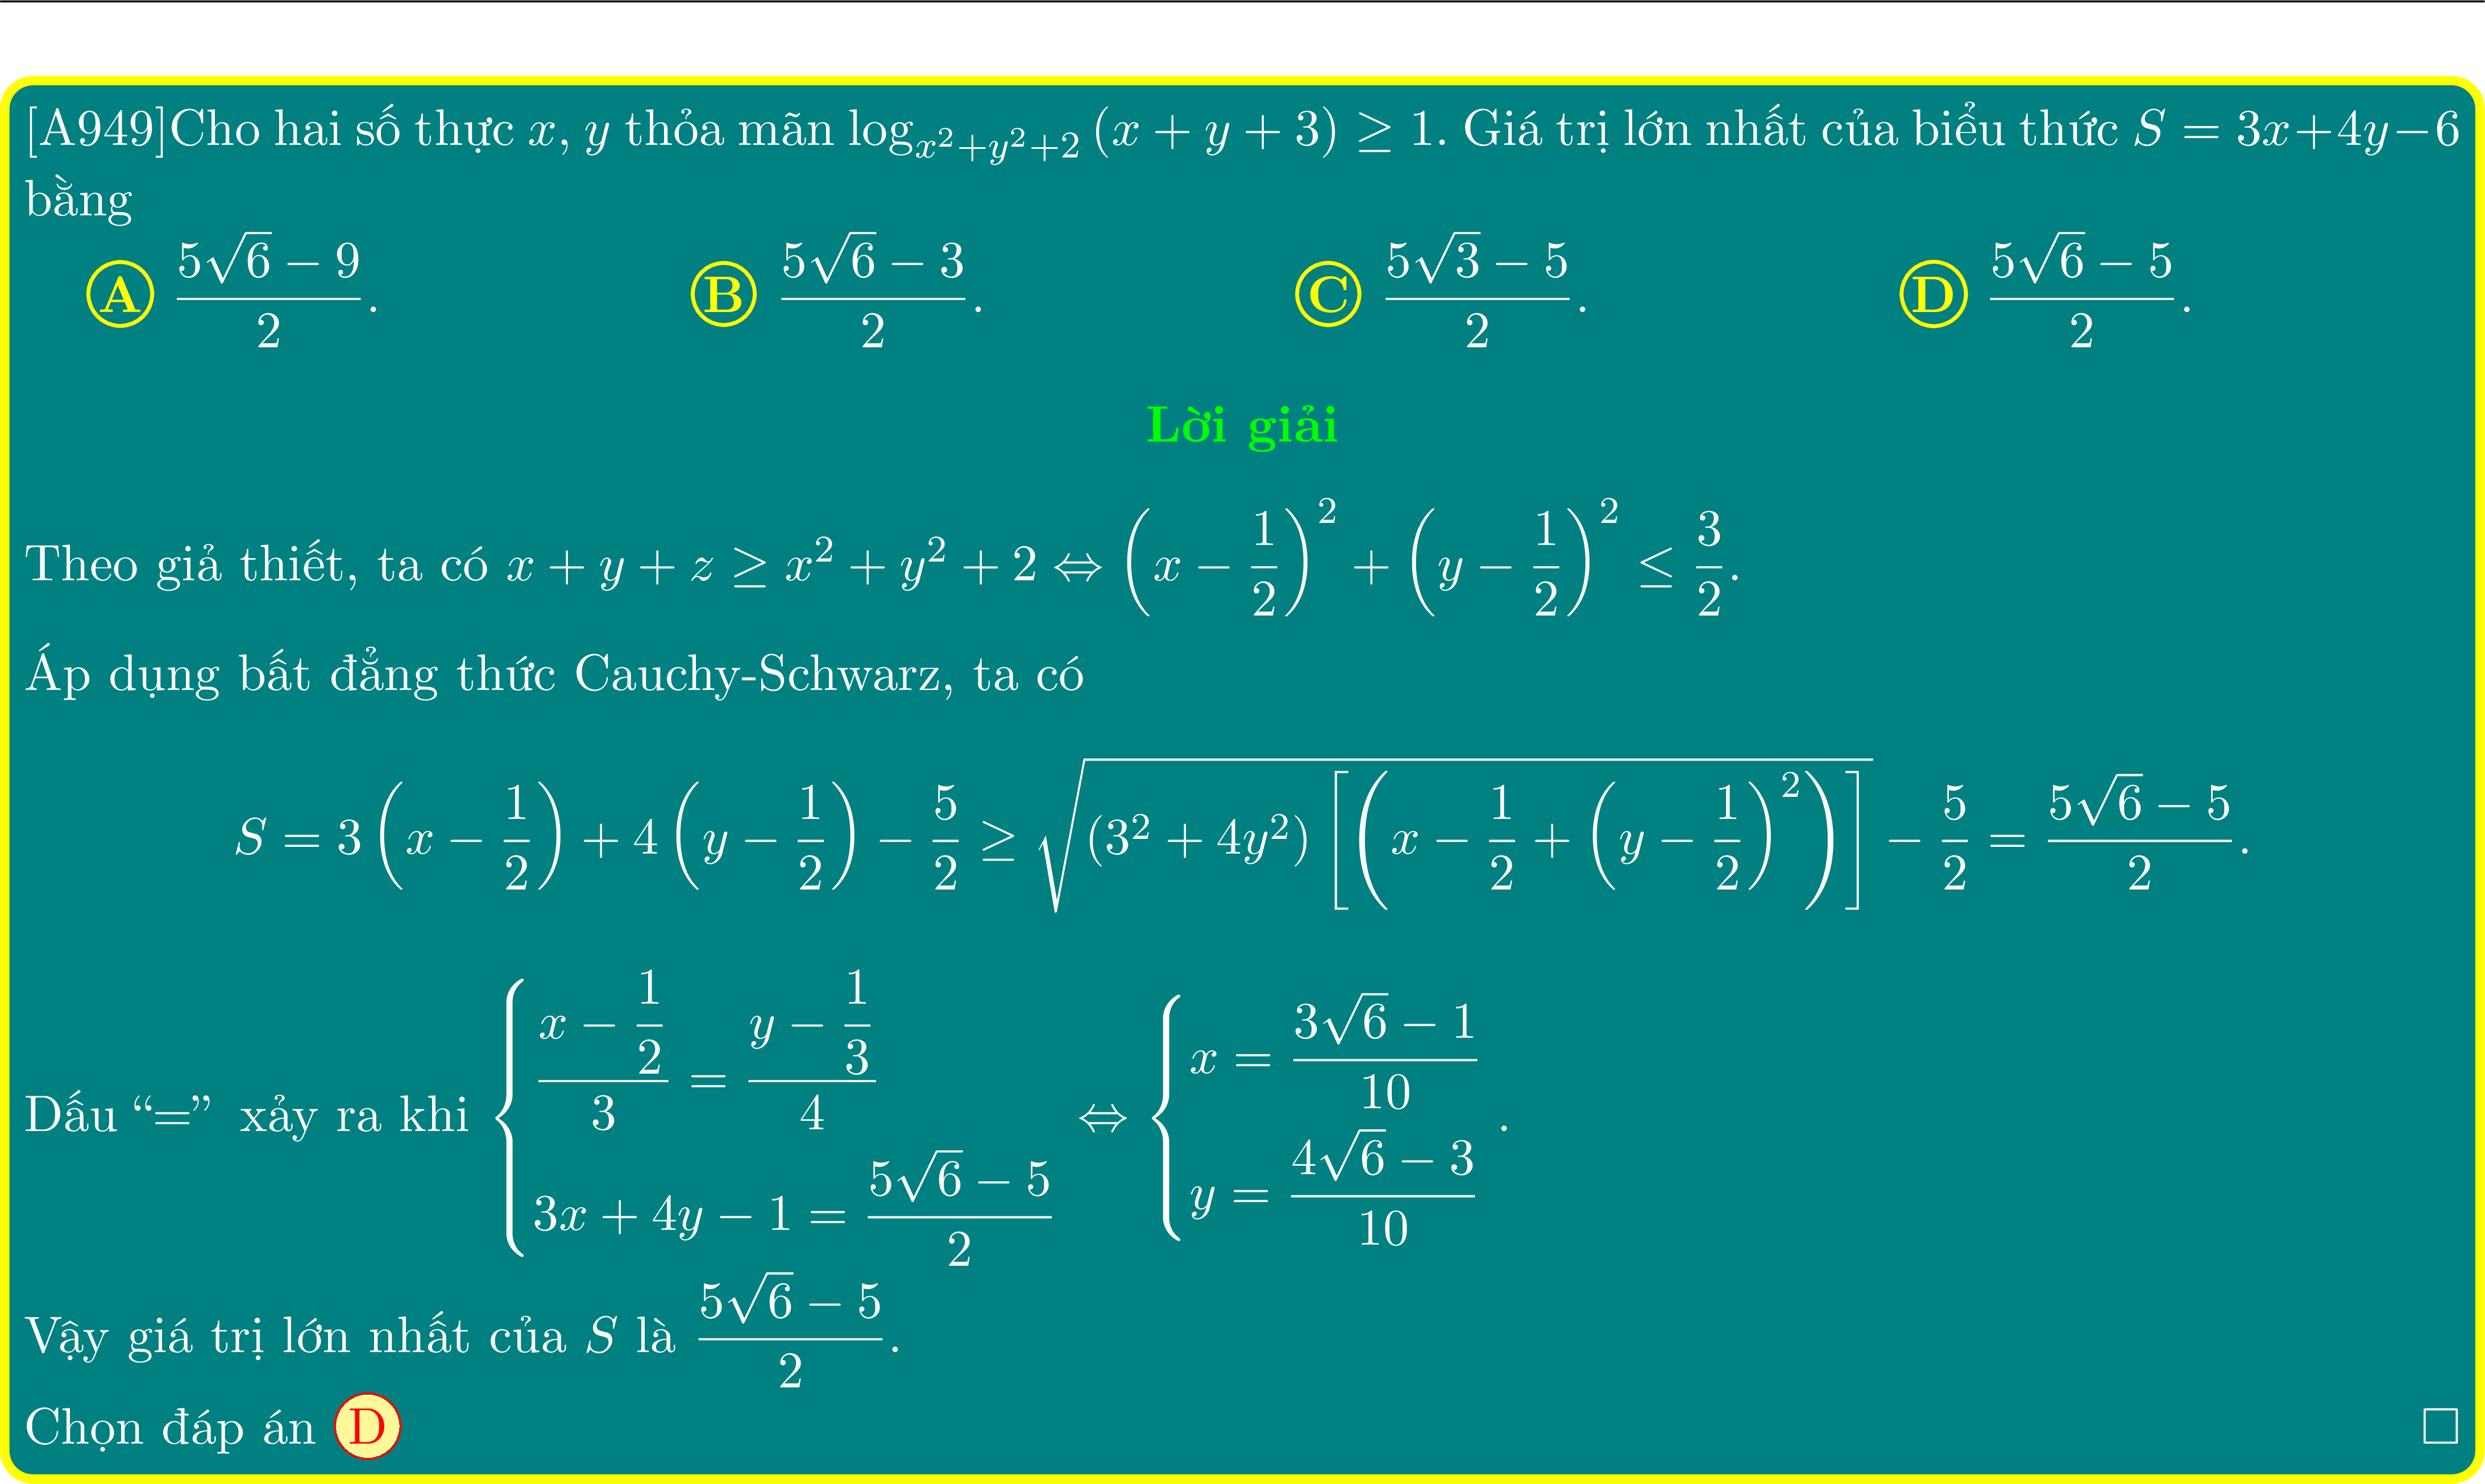 [A949]Cho hai số thực x, y thỏa mãn log_{x^2+y^2+2} (x + y + 3) ≥ 1. Giá trị lớn nhất của biểu thức S = 3x+4y−6
bằng
A \frac{5\sqrt{6} − 9}{2}. B \frac{5\sqrt{6} − 3}{2}. C \frac{5\sqrt{3} − 5}{2}. D \frac{5\sqrt{6} − 5}{2}.
Lời giải
Theo giả thiết, ta có x + y + z ≥ x^2 + y^2 + 2 ⇔ \left(x − \frac{1}{2}\right)^2 + \left(y − \frac{1}{2}\right)^2 ≤ \frac{3}{2}.
Áp dụng bất đẳng thức Cauchy-Schwarz, ta có
S = 3\left(x − \frac{1}{2}\right) + 4\left(y − \frac{1}{2}\right) − \frac{5}{2} ≥ \sqrt{(3^2 + 4y^2)\left[\left(x − \frac{1}{2} + \left(y − \frac{1}{2}\right)^2\right)\right]} − \frac{5}{2} = \frac{5\sqrt{6} − 5}{2}.
Dấu “=” xảy ra khi \begin{cases} \frac{x − \frac{1}{2}}{3} = \frac{y − \frac{1}{3}}{4} \\ 3x + 4y − 1 = \frac{5\sqrt{6} − 5}{2} \end{cases} ⇔ \begin{cases} x = \frac{3\sqrt{6} − 1}{10} \\ y = \frac{4\sqrt{6} − 3}{10} \end{cases}.
Vậy giá trị lớn nhất của S là \frac{5\sqrt{6} − 5}{2}.
Chọn đáp án D □